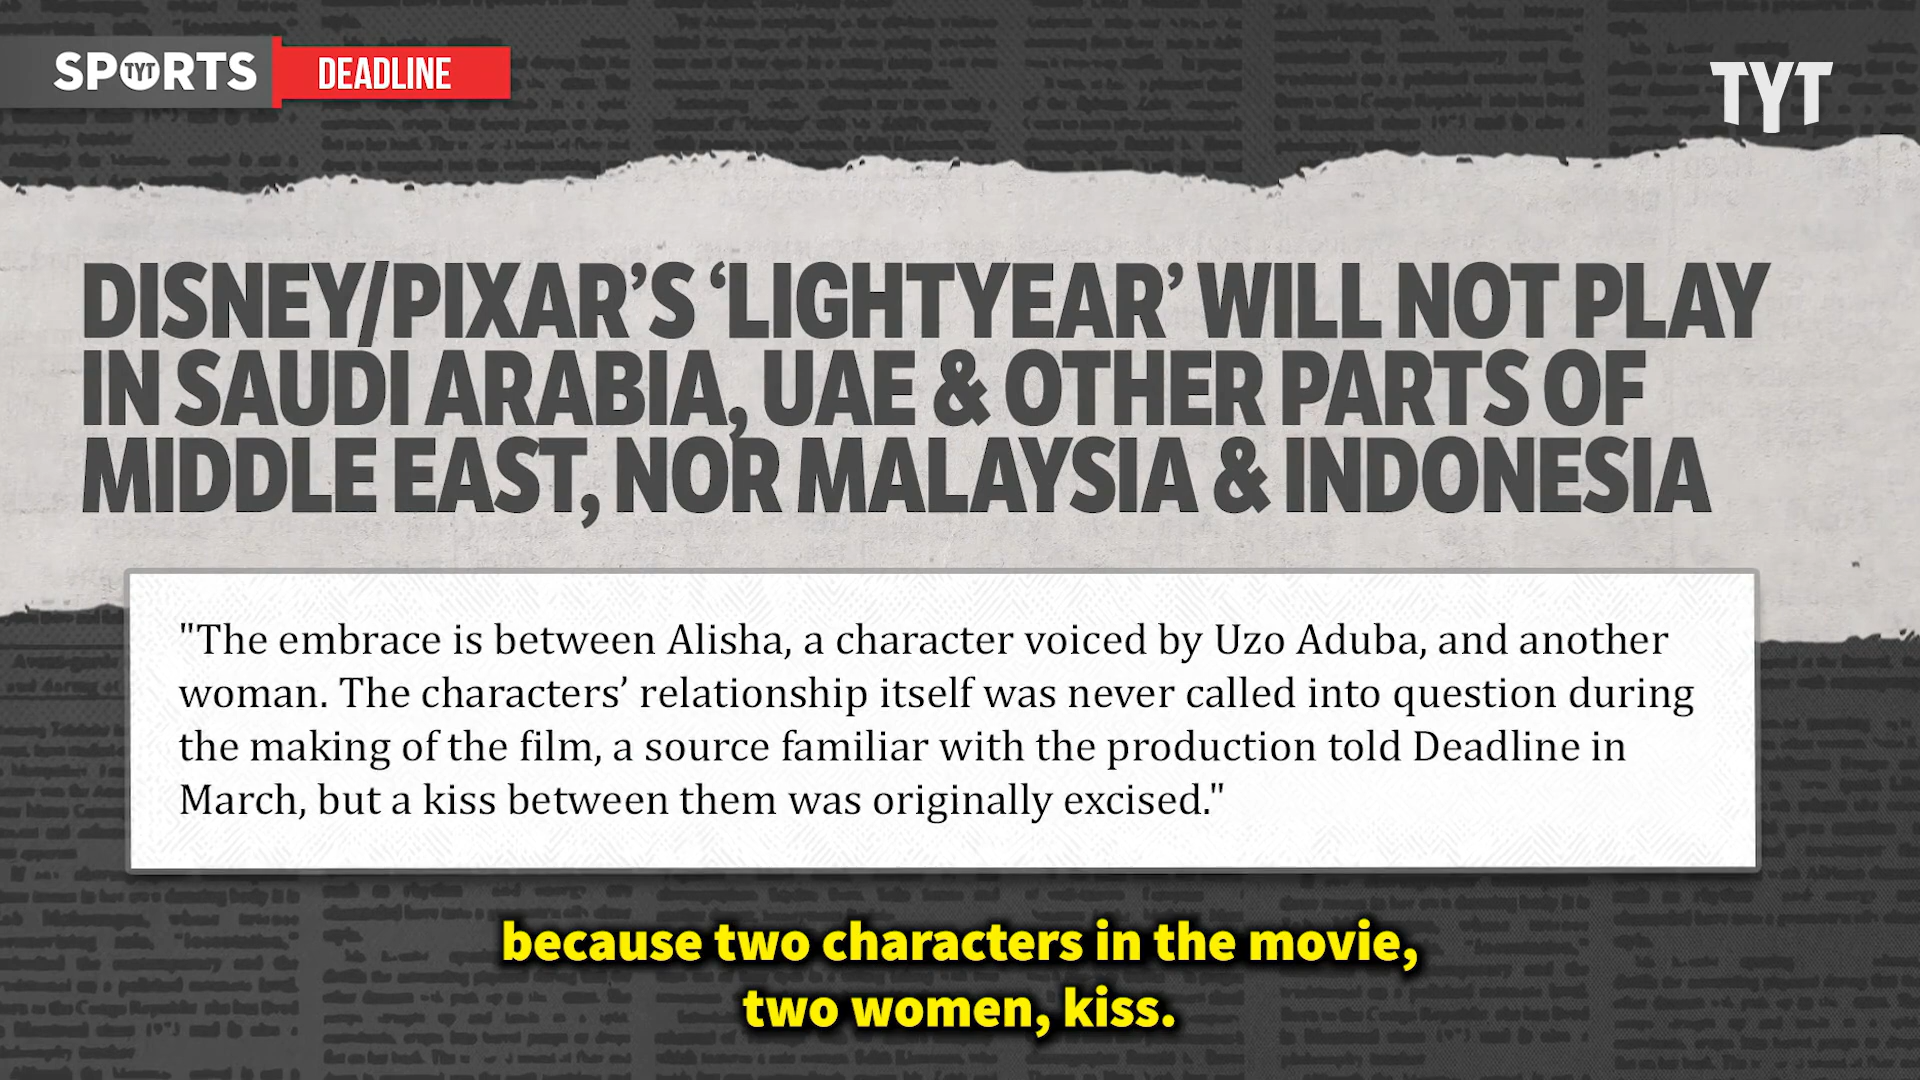 SPORTS
TYT
DEADLINE
TYT
DISNEY/PIXAR'S ‘LIGHTYEAR’ WILL NOT PLAY
IN SAUDI ARABIA, UAE & OTHER PARTS OF
MIDDLE EAST, NOR MALAYSIA & INDONESIA
"The embrace is between Alisha, a character voiced by Uzo Aduba, and another
woman. The characters’ relationship itself was never called into question during
the making of the film, a source familiar with the production told Deadline in
March, but a kiss between them was originally excised."
because two characters in the movie,
two women, kiss.